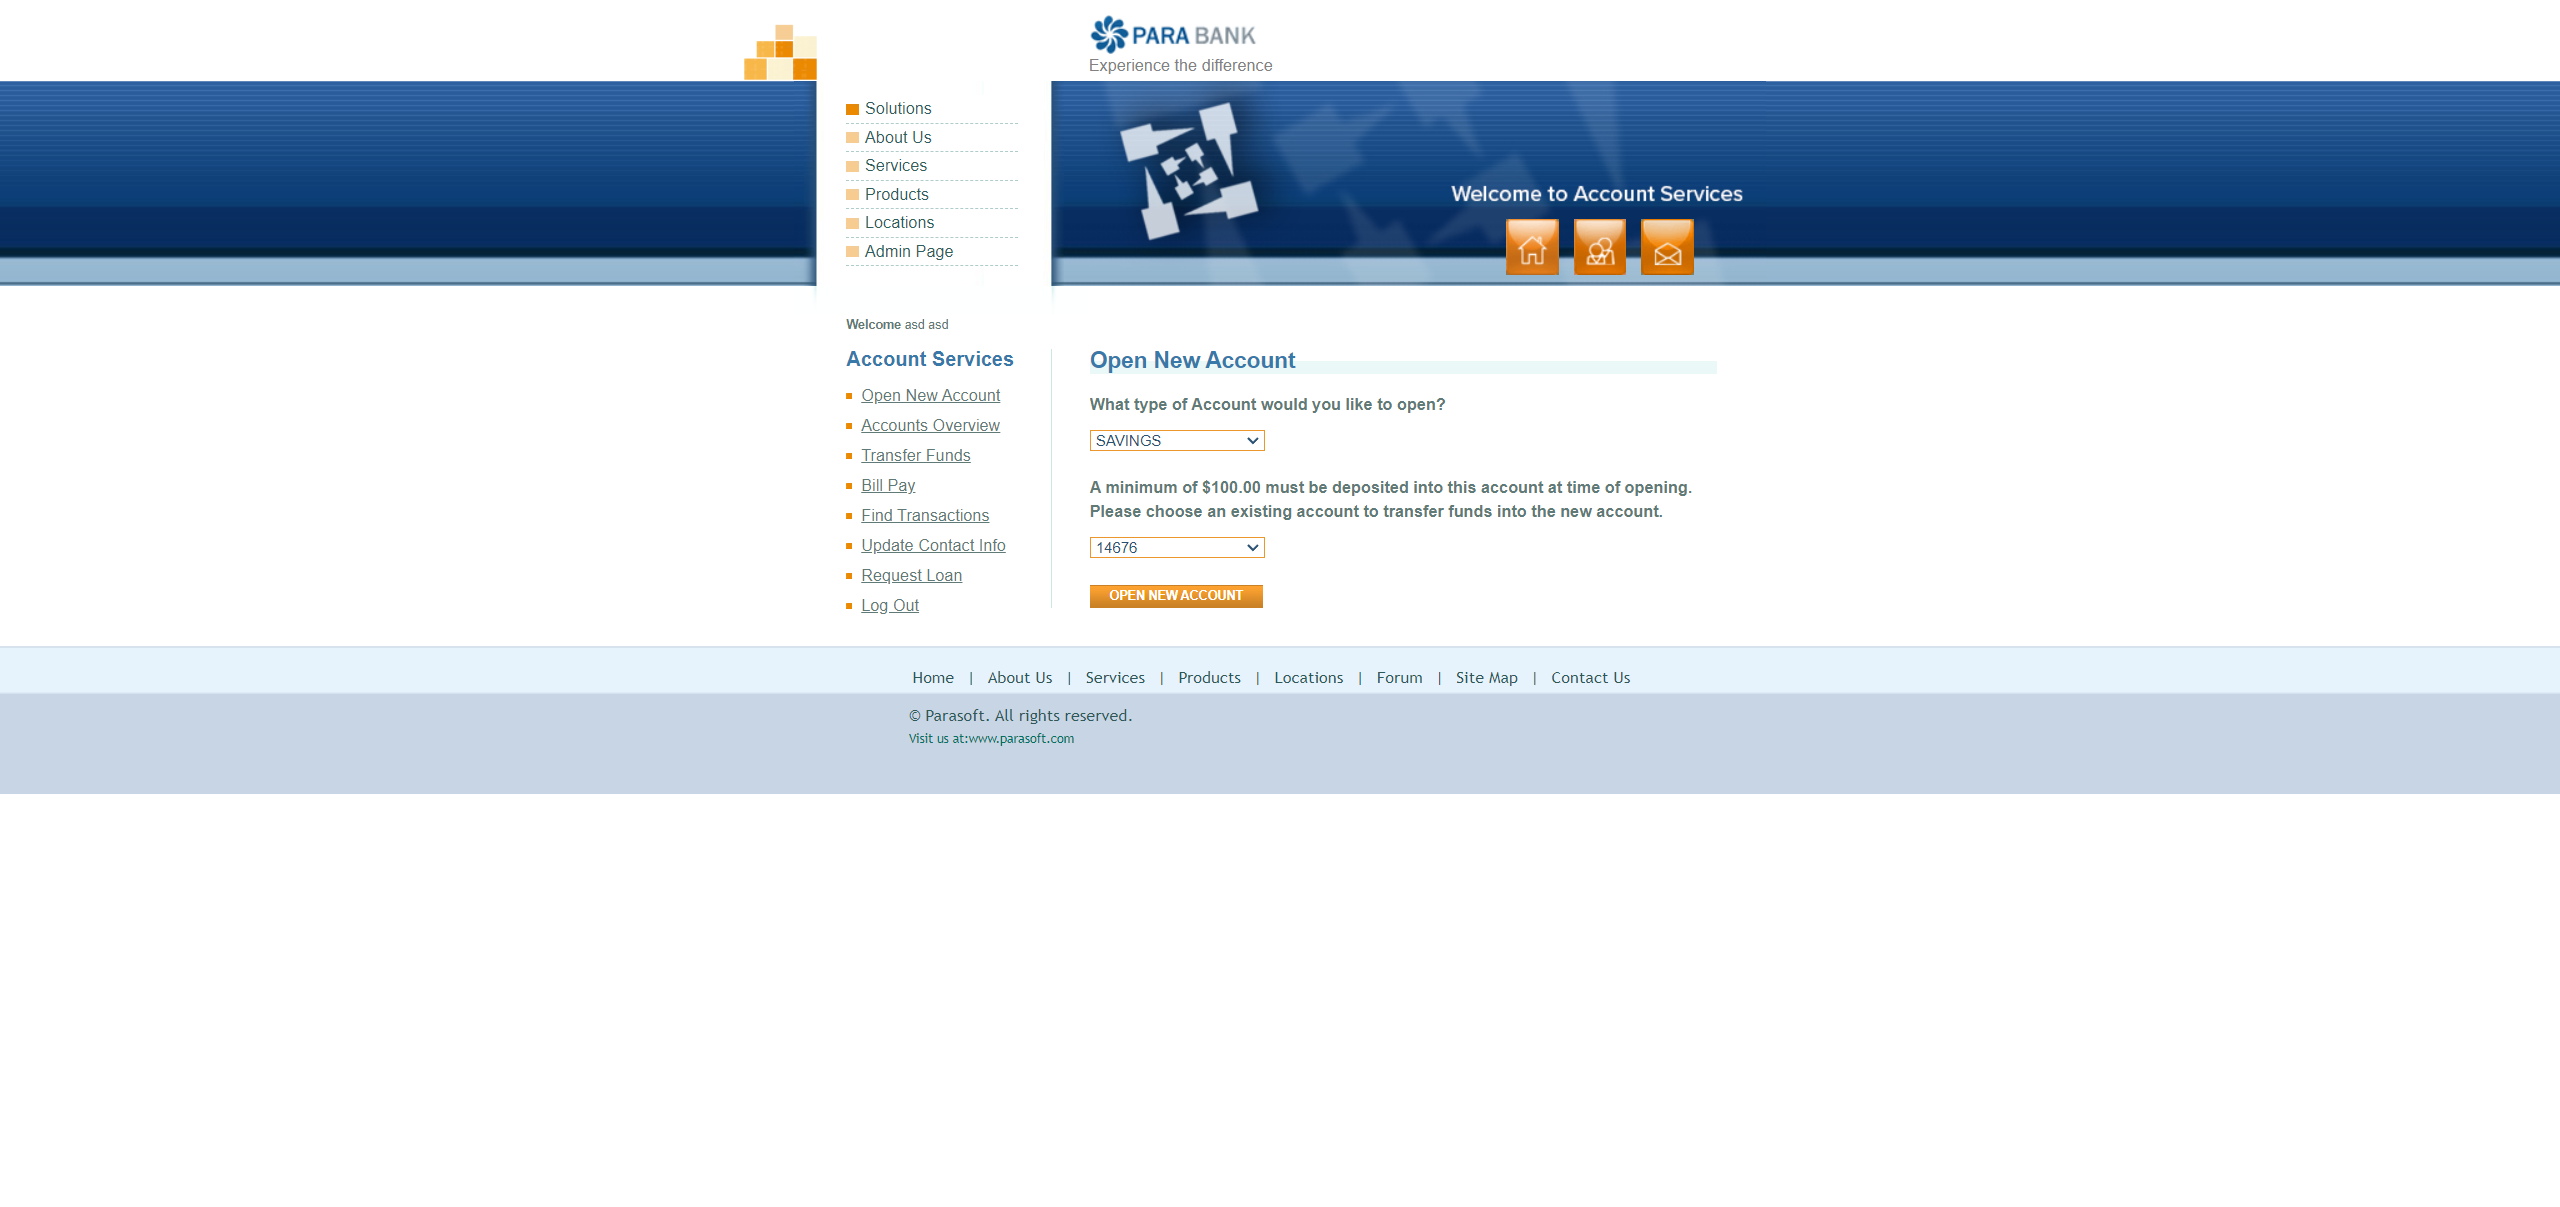 PARA BANK
Experience the difference
Solutions
About Us
Services
Products
Locations
Admin Page
Welcome to Account Services
Welcome asd asd
Account Services
Open New Account
Accounts Overview
Transfer Funds
Bill Pay
Find Transactions
Update Contact Info
Request Loan
Log Out
Open New Account
What type of Account would you like to open?
SAVINGS
A minimum of $100.00 must be deposited into this account at time of opening.
Please choose an existing account to transfer funds into the new account.
14676
OPEN NEW ACCOUNT
Home | About Us | Services | Products | Locations | Forum | Site Map | Contact Us
© Parasoft. All rights reserved.
Visit us at:www.parasoft.com